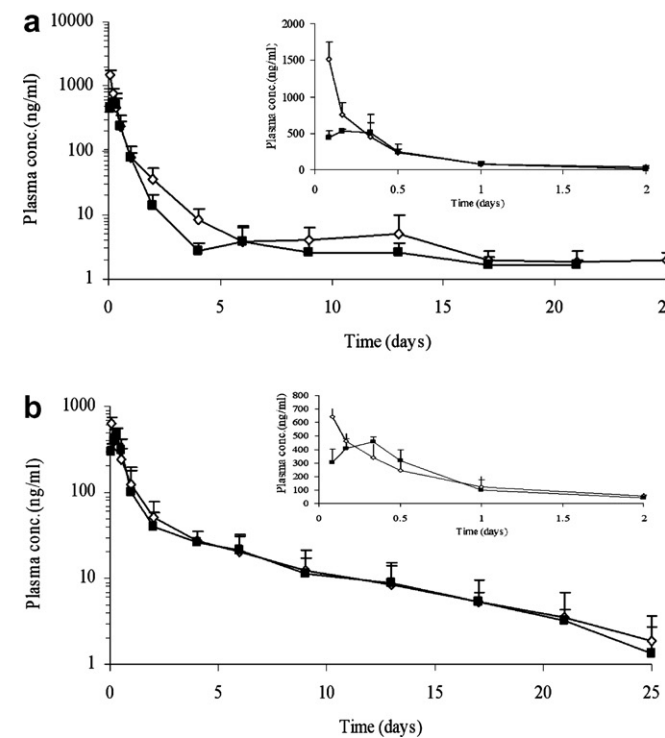 a
10000
1000
100
10
1
Plasma conc.(ng/ml)
0 5 10 15 20 2
Time (days)
2000
1500
1000
500
0
Plasma conc.(ng/ml)
0 0.5 1 1.5 2
Time (days)
b
1000
100
10
1
Plasma conc.(ng/ml)
0 5 10 15 20 25
Time (days)
800
700
600
500
400
300
200
100
0
Plasma conc.(ng/ml)
0 0.5 1 1.5 2
Time (days)